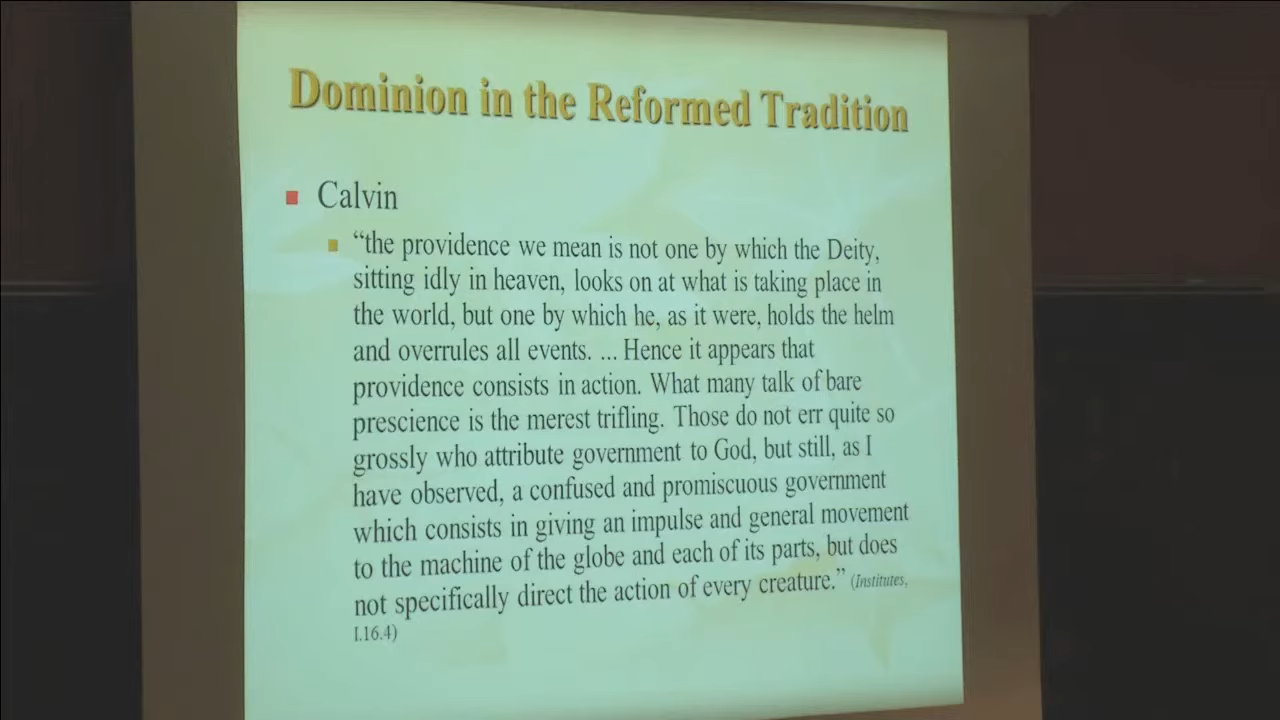 Dominion in the Reformed Tradition
Calvin
“the providence we mean is not one by which the Deity,
sitting idly in heaven, looks on at what is taking place in
the world, but one by which he, as it were, holds the helm
and overrules all events. ... Hence it appears that
providence consists in action. What many talk of bare
prescience is the merest trifling. Those do not err quite so
grossly who attribute government to God, but still, as I
have observed, a confused and promiscuous government
which consists in giving an impulse and general movement
to the machine of the globe and each of its parts, but does
not specifically direct the action of every creature.” (Institutes,
I.16.4)